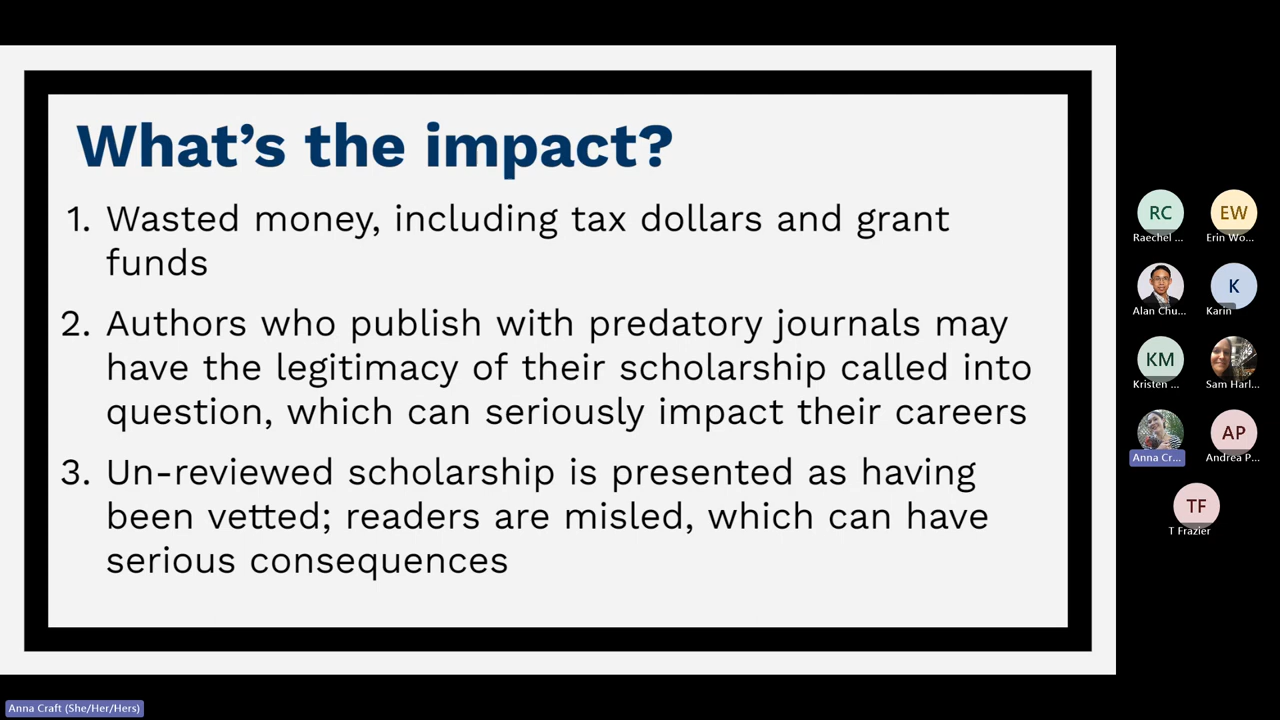 What's the impact?
1. Wasted money, including tax dollars and grant
funds
2. Authors who publish with predatory journals may
have the legitimacy of their scholarship called into
question, which can seriously impact their careers
3. Un-reviewed scholarship is presented as having
been vetted; readers are misled, which can have
serious consequences
RC
Raechel ...
EW
Erin Wo...
Alan Chu...
K
Karin
KM
Kristen ...
Sam Harl...
Anna Cr...
AP
Andrea P...
TF
T Frazier
Anna Craft (She/Her/Hers)